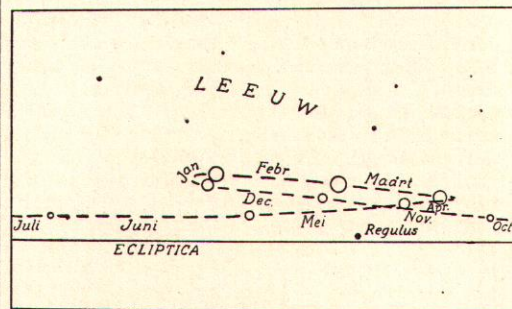 LEEUW
Jan
Febr
Maart
Dec.
Apr.
Juli
Juni
Mei
Nov.
Oct
Regulus
ECLIPTICA